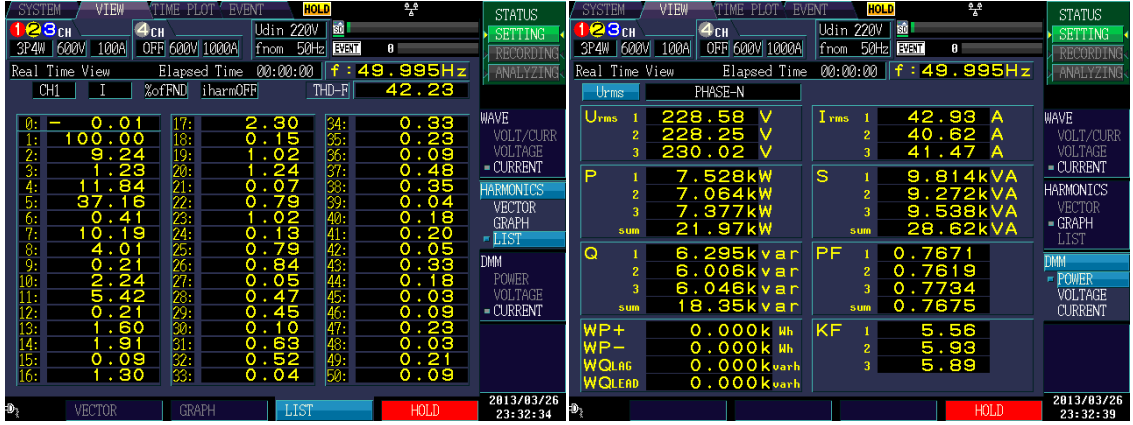 SYSTEM VIEW TIME PLOT EVENT HOLD
1 2 3 CH 4 CH Udin 220V SD
3P4W 600V 100A OFF 600V 1000A fnom 50Hz EVENT 0
Real Time View Elapsed Time 00:00:00 f:49.995Hz
CH1 I %ofFND iharmOFF THD-F 42.23
0: - 0.01 17: 2.30 34: 0.33
1: 100.00 18: 0.15 35: 0.23
2: 9.24 19: 1.02 36: 0.09
3: 1.23 20: 1.24 37: 0.48
4: 11.84 21: 0.07 38: 0.35
5: 37.16 22: 0.79 39: 0.04
6: 0.41 23: 1.02 40: 0.18
7: 10.19 24: 0.13 41: 0.20
8: 4.01 25: 0.79 42: 0.05
9: 0.21 26: 0.84 43: 0.33
10: 2.24 27: 0.05 44: 0.18
11: 5.42 28: 0.47 45: 0.03
12: 0.21 29: 0.45 46: 0.09
13: 1.60 30: 0.10 47: 0.23
14: 1.91 31: 0.63 48: 0.03
15: 0.09 32: 0.52 49: 0.21
16: 1.30 33: 0.04 50: 0.09
VECTOR GRAPH LIST HOLD
STATUS
SETTING
RECORDING
ANALYZING
WAVE
VOLT/CURR
VOLTAGE
CURRENT
HARMONICS
VECTOR
GRAPH
LIST
DMM
POWER
VOLTAGE
CURRENT
2013/03/26
23:32:34
SYSTEM VIEW TIME PLOT EVENT HOLD
1 2 3 CH 4 CH Udin 220V SD
3P4W 600V 100A OFF 600V 1000A fnom 50Hz EVENT 0
Real Time View Elapsed Time 00:00:00 f:49.995Hz
Urms PHASE-N
Urms 1 228.58 V Irms 1 42.93 A
2 228.25 V 2 40.62 A
3 230.02 V 3 41.47 A
P 1 7.528kW S 1 9.814kVA
2 7.064kW 2 9.272kVA
3 7.377kW 3 9.538kVA
sum 21.97kW sum 28.62kVA
Q 1 6.295kvar PF 1 0.7671
2 6.006kvar 2 0.7619
3 6.046kvar 3 0.7734
sum 18.35kvar sum 0.7675
WP+ 0.000k Wh KF 1 5.56
WP- 0.000k Wh 2 5.93
WQLAG 0.000k varh 3 5.89
WQLEAD 0.000k varh
HOLD
STATUS
SETTING
RECORDING
ANALYZING
WAVE
VOLT/CURR
VOLTAGE
CURRENT
HARMONICS
VECTOR
GRAPH
LIST
DMM
POWER
VOLTAGE
CURRENT
2013/03/26
23:32:39